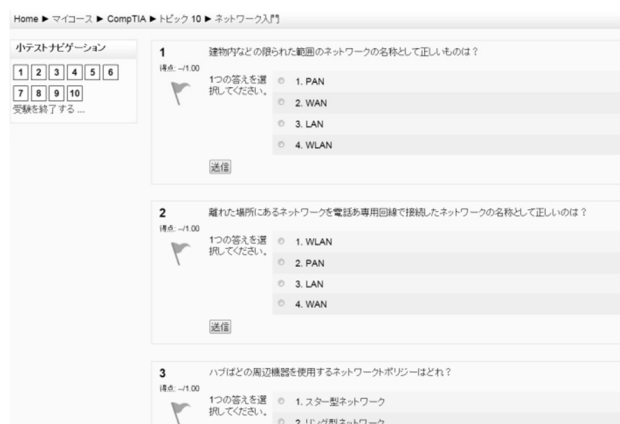 Home ▶ マイコース ▶ CompTIA ▶ トピック 10 ▶ ネットワーク入門
小テストナビゲーション
1 2 3 4 5 6
7 8 9 10
受験を終了する ...
1
得点: --/1.00
建物内などの限られた範囲のネットワークの名称として正しいものは？
1つの答えを選
択してください。
1. PAN
2. WAN
3. LAN
4. WLAN
送信
2
得点: --/1.00
離れた場所にあるネットワークを電話あ専用回線で接続したネットワークの名称として正しいのは？
1つの答えを選
択してください。
1. WLAN
2. PAN
3. LAN
4. WAN
送信
3
得点: --/1.00
ハブばどの周辺機器を使用するネットワークトポリジーはどれ？
1つの答えを選
択してください。
1. スター型ネットワーク
2. リング型ネットワーク